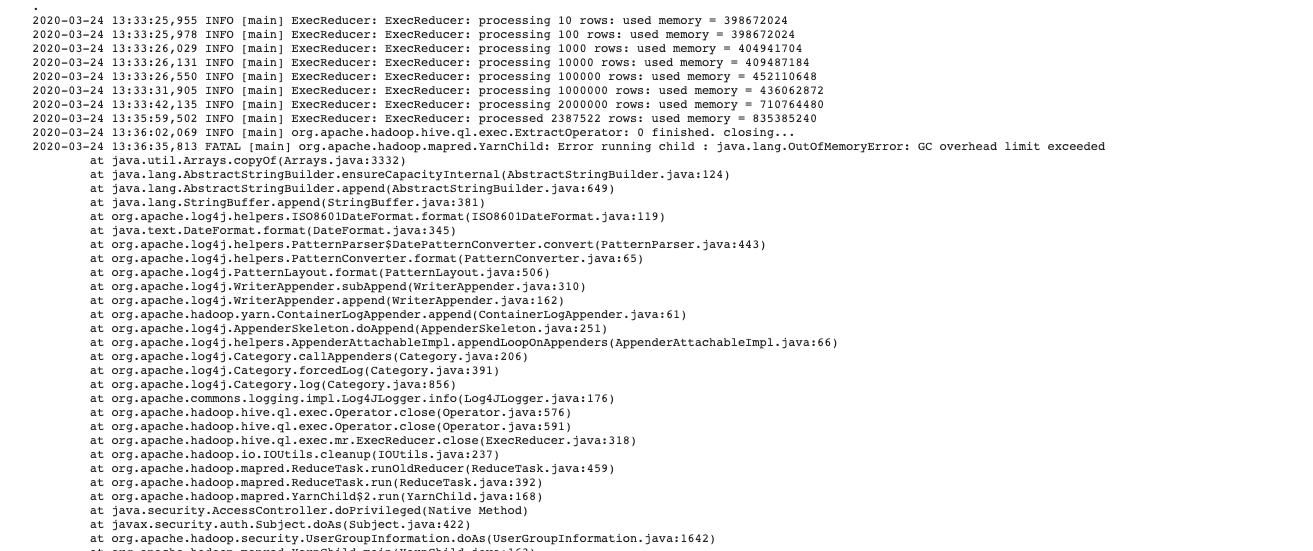 .
2020-03-24 13:33:25,955 INFO [main] ExecReducer: ExecReducer: processing 10 rows: used memory = 398672024
2020-03-24 13:33:25,978 INFO [main] ExecReducer: ExecReducer: processing 100 rows: used memory = 398672024
2020-03-24 13:33:26,029 INFO [main] ExecReducer: ExecReducer: processing 1000 rows: used memory = 404941704
2020-03-24 13:33:26,131 INFO [main] ExecReducer: ExecReducer: processing 10000 rows: used memory = 409487184
2020-03-24 13:33:26,550 INFO [main] ExecReducer: ExecReducer: processing 100000 rows: used memory = 452110648
2020-03-24 13:33:31,905 INFO [main] ExecReducer: ExecReducer: processing 1000000 rows: used memory = 436062872
2020-03-24 13:33:42,135 INFO [main] ExecReducer: ExecReducer: processing 2000000 rows: used memory = 710764480
2020-03-24 13:35:59,502 INFO [main] ExecReducer: ExecReducer: processed 2387522 rows: used memory = 835385240
2020-03-24 13:36:02,069 INFO [main] org.apache.hadoop.hive.ql.exec.ExtractOperator: 0 finished. closing...
2020-03-24 13:36:35,813 FATAL [main] org.apache.hadoop.mapred.YarnChild: Error running child : java.lang.OutOfMemoryError: GC overhead limit exceeded
at java.util.Arrays.copyOf(Arrays.java:3332)
at java.lang.AbstractStringBuilder.ensureCapacityInternal(AbstractStringBuilder.java:124)
at java.lang.AbstractStringBuilder.append(AbstractStringBuilder.java:649)
at java.lang.StringBuffer.append(StringBuffer.java:381)
at org.apache.log4j.helpers.ISO8601DateFormat.format(ISO8601DateFormat.java:119)
at java.text.DateFormat.format(DateFormat.java:345)
at org.apache.log4j.helpers.PatternParser$DatePatternConverter.convert(PatternParser.java:443)
at org.apache.log4j.helpers.PatternConverter.format(PatternConverter.java:65)
at org.apache.log4j.PatternLayout.format(PatternLayout.java:506)
at org.apache.log4j.WriterAppender.subAppend(WriterAppender.java:310)
at org.apache.log4j.WriterAppender.append(WriterAppender.java:162)
at org.apache.hadoop.yarn.ContainerLogAppender.append(ContainerLogAppender.java:61)
at org.apache.log4j.AppenderSkeleton.doAppend(AppenderSkeleton.java:251)
at org.apache.log4j.helpers.AppenderAttachableImpl.appendLoopOnAppenders(AppenderAttachableImpl.java:66)
at org.apache.log4j.Category.callAppenders(Category.java:206)
at org.apache.log4j.Category.forcedLog(Category.java:391)
at org.apache.log4j.Category.log(Category.java:856)
at org.apache.commons.logging.impl.Log4JLogger.info(Log4JLogger.java:176)
at org.apache.hadoop.hive.ql.exec.Operator.close(Operator.java:576)
at org.apache.hadoop.hive.ql.exec.Operator.close(Operator.java:591)
at org.apache.hadoop.hive.ql.exec.mr.ExecReducer.close(ExecReducer.java:318)
at org.apache.hadoop.io.IOUtils.cleanup(IOUtils.java:237)
at org.apache.hadoop.mapred.ReduceTask.runOldReducer(ReduceTask.java:459)
at org.apache.hadoop.mapred.ReduceTask.run(ReduceTask.java:392)
at org.apache.hadoop.mapred.YarnChild$2.run(YarnChild.java:168)
at java.security.AccessController.doPrivileged(Native Method)
at javax.security.auth.Subject.doAs(Subject.java:422)
at org.apache.hadoop.security.UserGroupInformation.doAs(UserGroupInformation.java:1642)